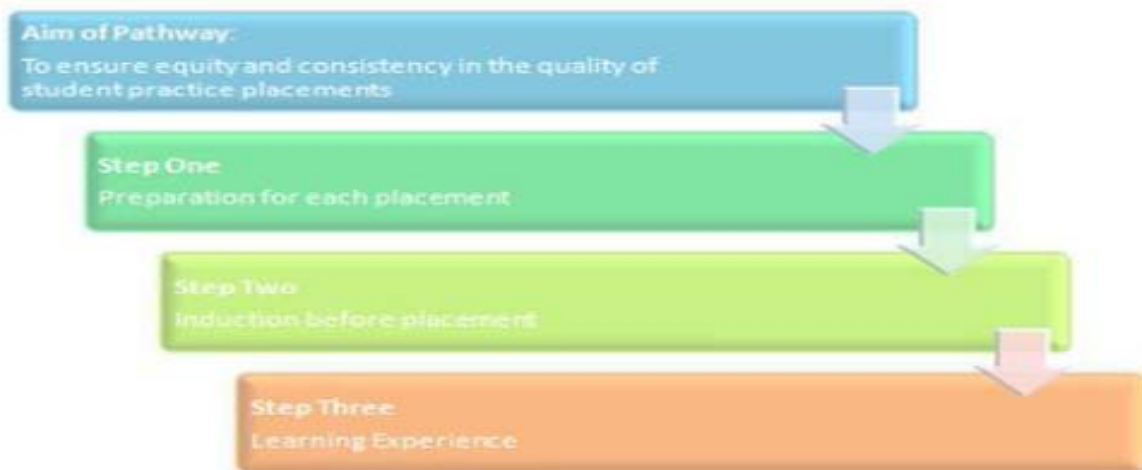 Aim of Pathway:
To ensure equity and consistency in the quality of
student practice placements
Step One
Preparation for each placement
Step Two
Induction before placement
Step Three
Learning Experience